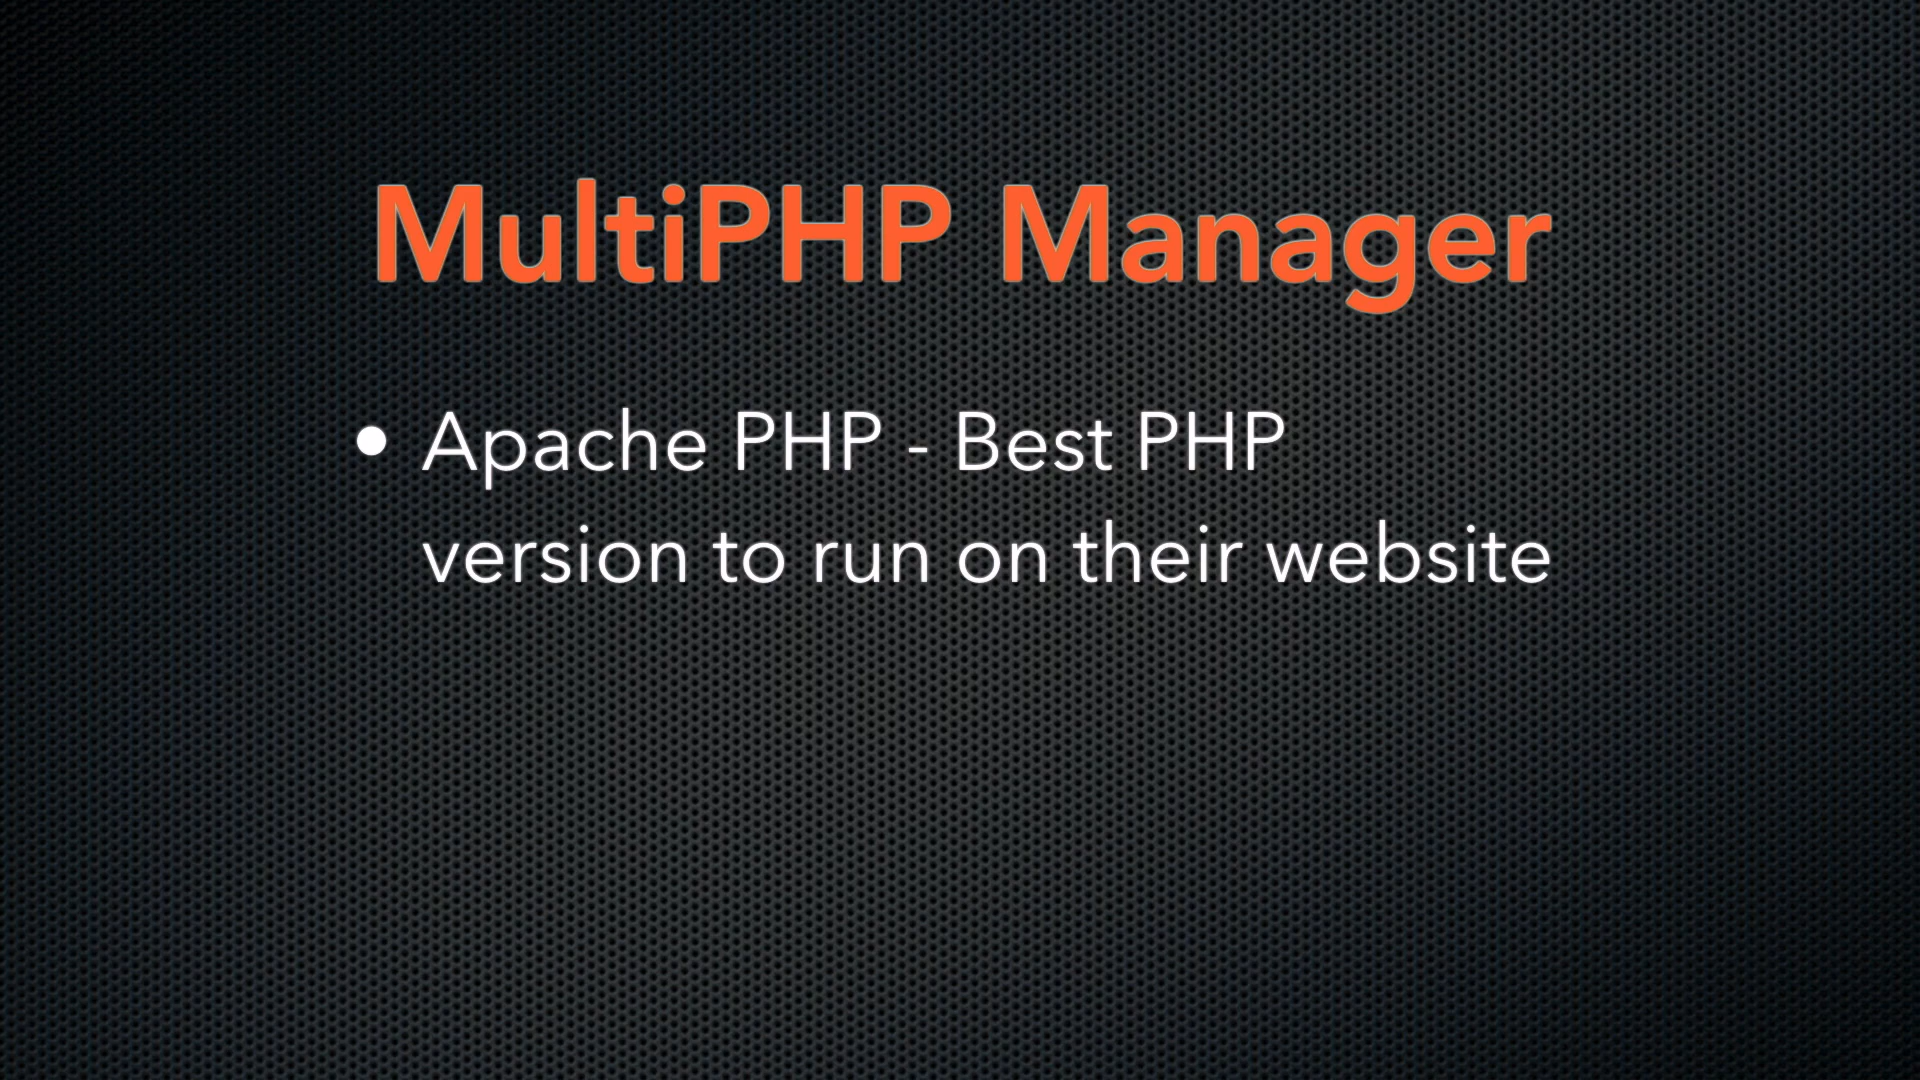 MultiPHP Manager
• Apache PHP - Best PHP
version to run on their website